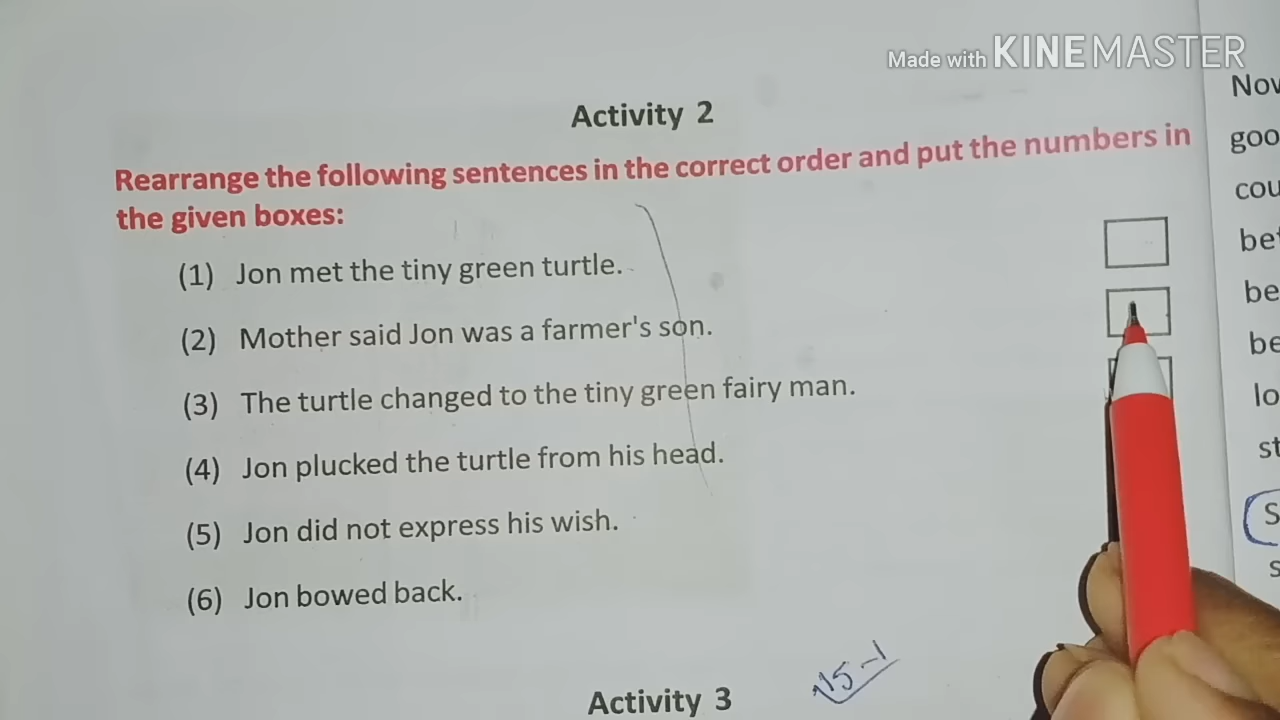 Made with KINEMASTER
Activity 2
Rearrange the following sentences in the correct order and put the numbers in
the given boxes:
(1) Jon met the tiny green turtle.
(2) Mother said Jon was a farmer's son.
(3) The turtle changed to the tiny green fairy man.
(4) Jon plucked the turtle from his head.
(5) Jon did not express his wish.
(6) Jon bowed back.
Activity 3